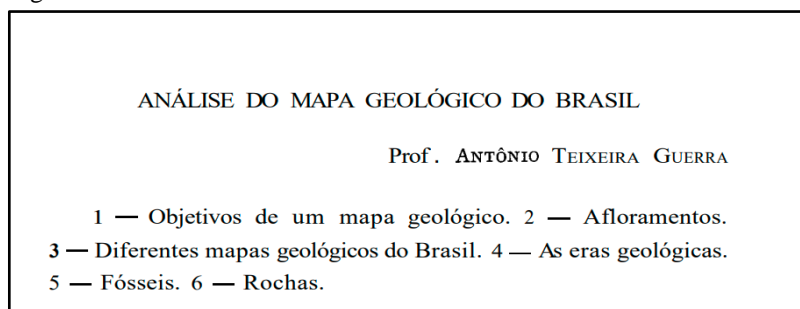 ANÁLISE DO MAPA GEOLÓGICO DO BRASIL
Prof. ANTÔNIO TEIXEIRA GUERRA
1 — Objetivos de um mapa geológico. 2 — Afloramentos.
3 — Diferentes mapas geológicos do Brasil. 4 — As eras geológicas.
5 — Fósseis. 6 — Rochas.